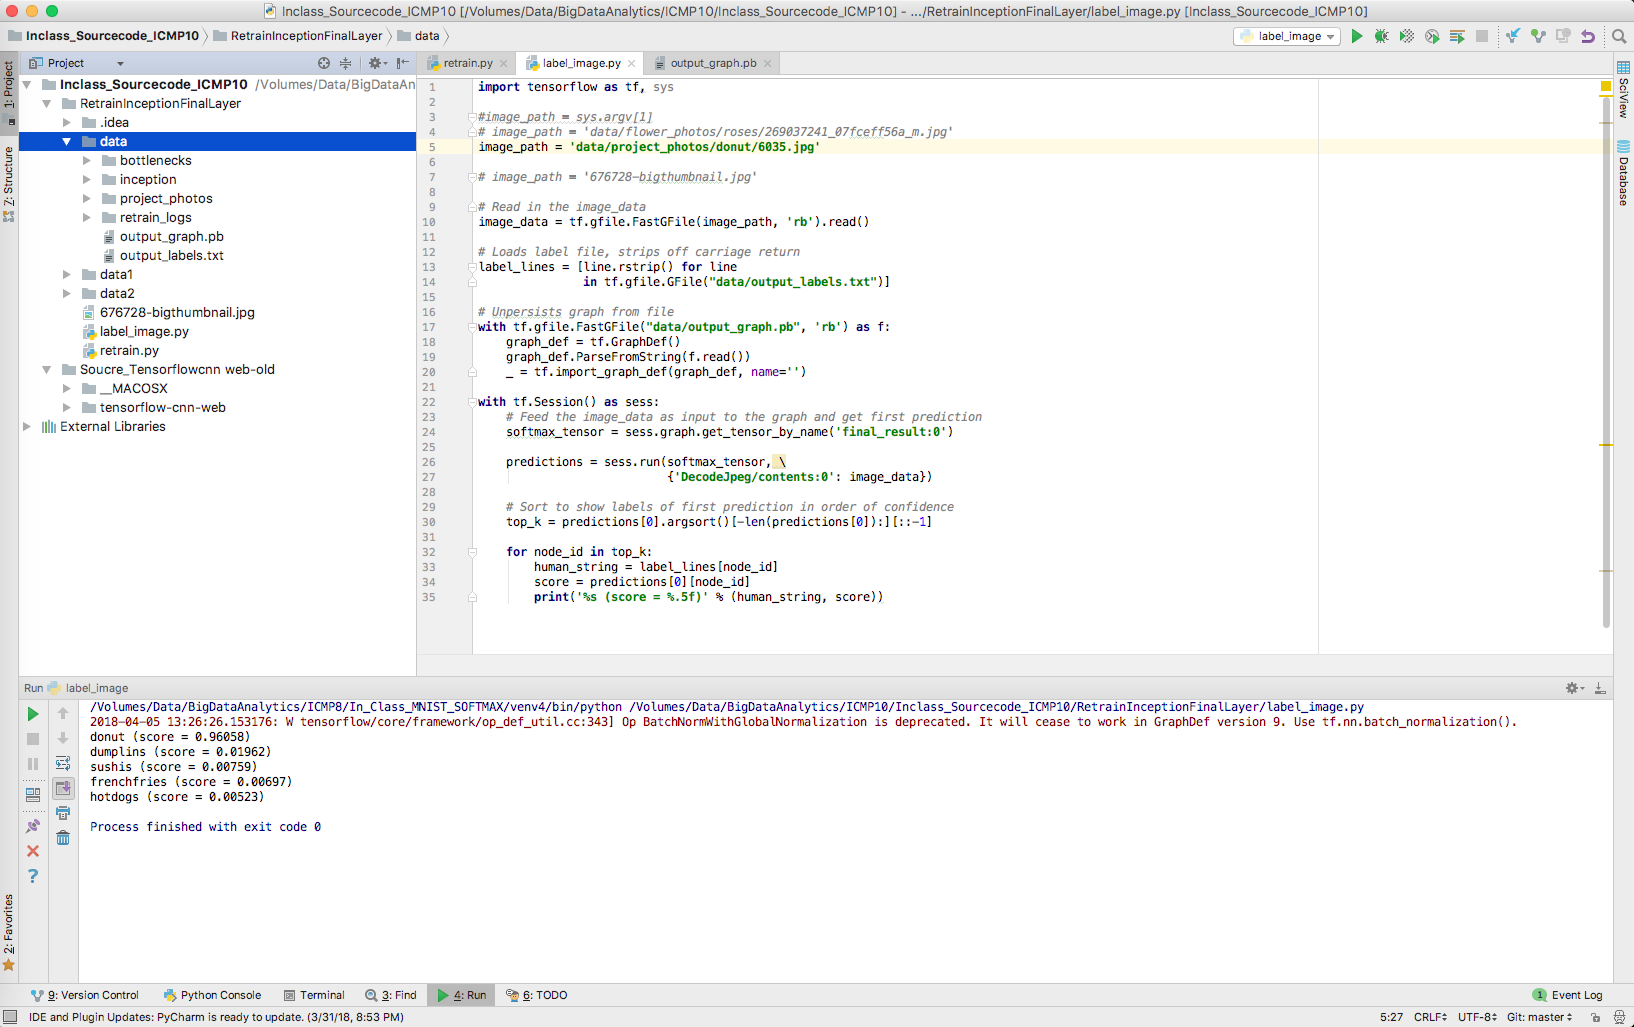 Inclass_Sourcecode_ICMP10 [/Volumes/Data/BigDataAnalytics/ICMP10/Inclass_Sourcecode_ICMP10] - .../RetrainInceptionFinalLayer/label_image.py [Inclass_Sourcecode_ICMP10]
Inclass_Sourcecode_ICMP10 RetrainInceptionFinalLayer data label_image
Project
retrain.py label_image.py output_graph.pb
1: Project
Z: Structure
2: Favorites
SciView
Database
Inclass_Sourcecode_ICMP10 /Volumes/Data/BigDataAn
RetrainInceptionFinalLayer
.idea
data
bottlenecks
inception
project_photos
retrain_logs
output_graph.pb
output_labels.txt
data1
data2
676728-bigthumbnail.jpg
label_image.py
retrain.py
Soucre_Tensorflowcnn web-old
__MACOSX
tensorflow-cnn-web
External Libraries
1 import tensorflow as tf, sys
2
3 #image_path = sys.argv[1]
4 # image_path = 'data/flower_photos/roses/269037241_07fceff56a_m.jpg'
5 image_path = 'data/project_photos/donut/6035.jpg'
6
7 # image_path = '676728-bigthumbnail.jpg'
8
9 # Read in the image_data
10 image_data = tf.gfile.FastGFile(image_path, 'rb').read()
11
12 # Loads label file, strips off carriage return
13 label_lines = [line.rstrip() for line
14 in tf.gfile.GFile("data/output_labels.txt")]
15
16 # Unpersists graph from file
17 with tf.gfile.FastGFile("data/output_graph.pb", 'rb') as f:
18 graph_def = tf.GraphDef()
19 graph_def.ParseFromString(f.read())
20 _ = tf.import_graph_def(graph_def, name='')
21
22 with tf.Session() as sess:
23 # Feed the image_data as input to the graph and get first prediction
24 softmax_tensor = sess.graph.get_tensor_by_name('final_result:0')
25
26 predictions = sess.run(softmax_tensor, \
27 {'DecodeJpeg/contents:0': image_data})
28
29 # Sort to show labels of first prediction in order of confidence
30 top_k = predictions[0].argsort()[-len(predictions[0]):][::-1]
31
32 for node_id in top_k:
33 human_string = label_lines[node_id]
34 score = predictions[0][node_id]
35 print('%s (score = %.5f)' % (human_string, score))
Run label_image
/Volumes/Data/BigDataAnalytics/ICMP8/In_Class_MNIST_SOFTMAX/venv4/bin/python /Volumes/Data/BigDataAnalytics/ICMP10/Inclass_Sourcecode_ICMP10/RetrainInceptionFinalLayer/label_image.py
2018-04-05 13:26:26.153176: W tensorflow/core/framework/op_def_util.cc:343] Op BatchNormWithGlobalNormalization is deprecated. It will cease to work in GraphDef version 9. Use tf.nn.batch_normalization().
donut (score = 0.96058)
dumplins (score = 0.01962)
sushis (score = 0.00759)
frenchfries (score = 0.00697)
hotdogs (score = 0.00523)
Process finished with exit code 0
9: Version Control Python Console Terminal 3: Find 4: Run 6: TODO 1 Event Log
IDE and Plugin Updates: PyCharm is ready to update. (3/31/18, 8:53 PM) 5:27 CRLF UTF-8 Git: master